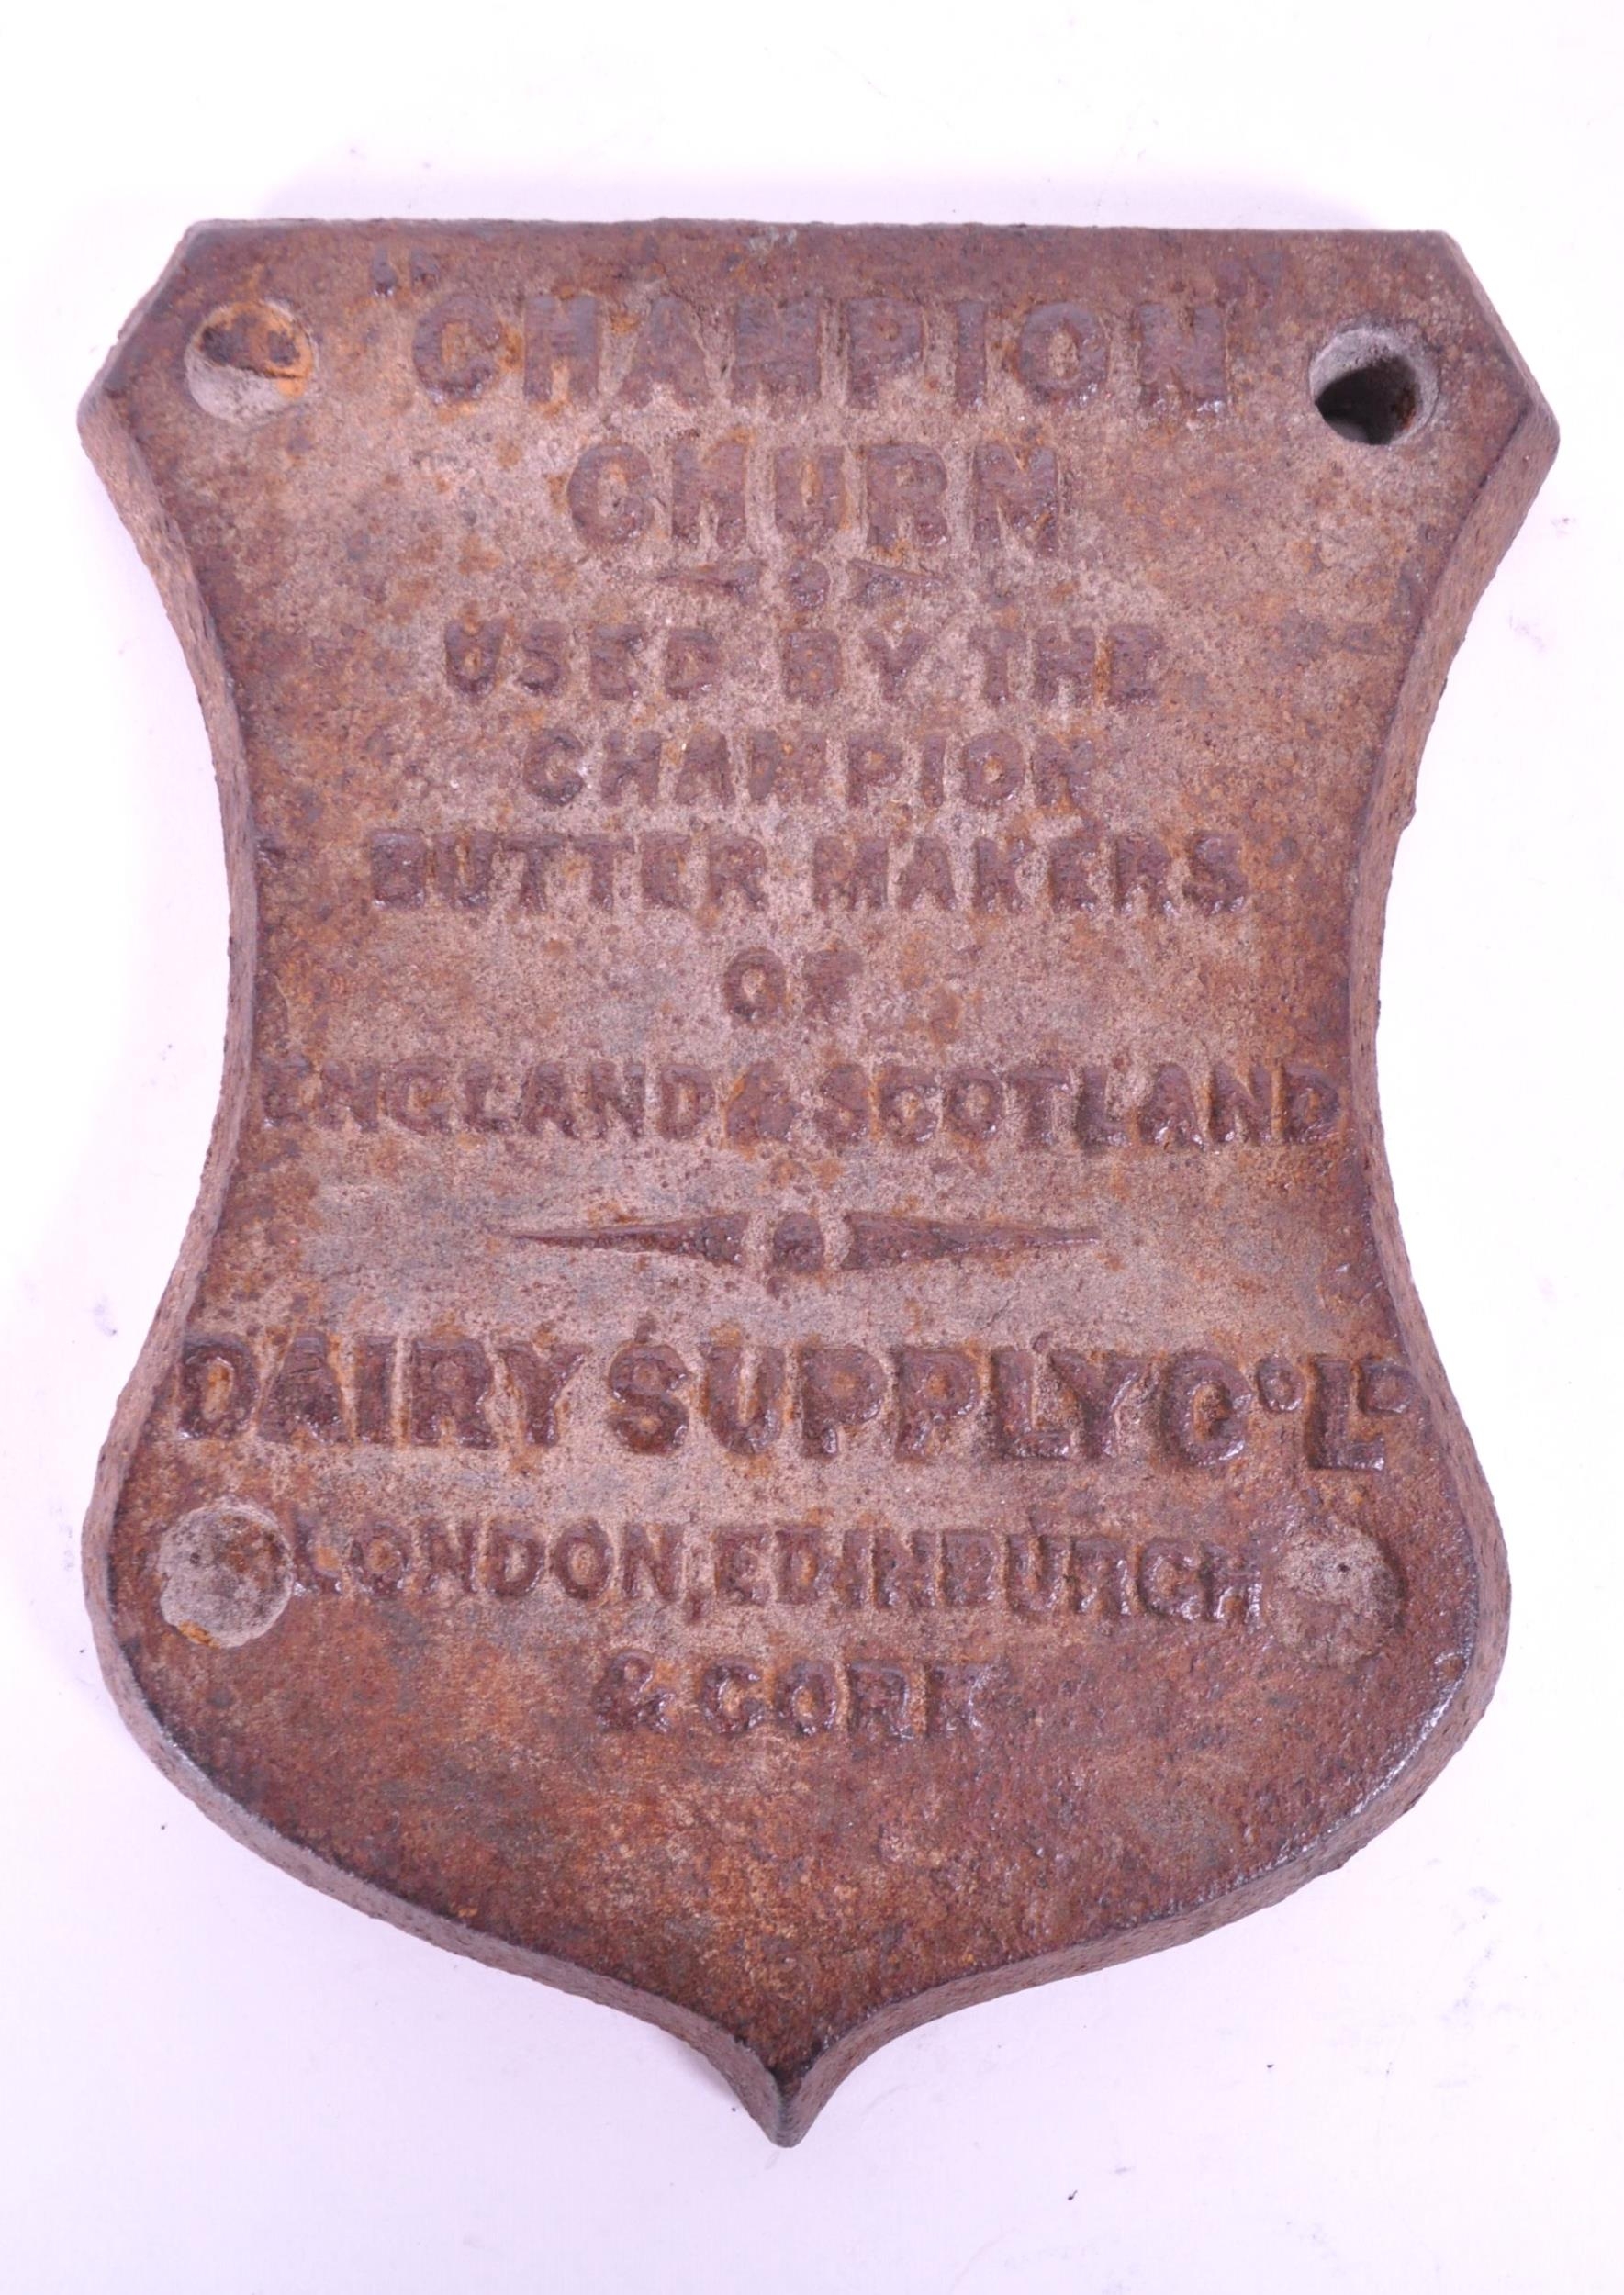 "CHAMPION"
CHURN
USED BY THE
CHAMPION
BUTTER MAKERS
OF
ENGLAND & SCOTLAND
DAIRY SUPPLY Cº Lᴰ
LONDON, EDINBURGH
& CORK